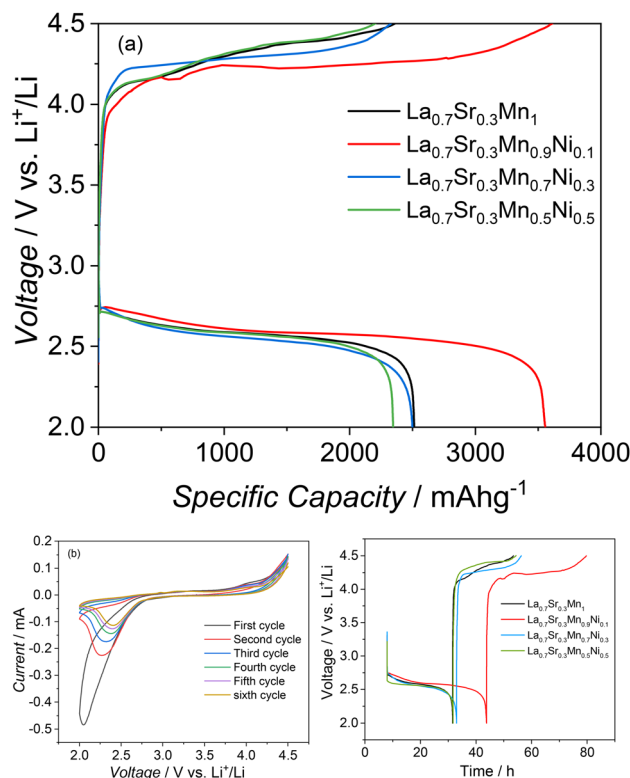 (a)
4.5
4.0
3.5
3.0
2.5
2.0
Voltage / V vs. Li⁺/Li
La₀.₇Sr₀.₃Mn₁
La₀.₇Sr₀.₃Mn₀.₉Ni₀.₁
La₀.₇Sr₀.₃Mn₀.₇Ni₀.₃
La₀.₇Sr₀.₃Mn₀.₅Ni₀.₅
0 1000 2000 3000 4000
Specific Capacity / mAhg⁻¹
(b)
0.2
0.1
0.0
-0.1
-0.2
-0.3
-0.4
-0.5
Current / mA
First cycle
Second cycle
Third cycle
Fourth cycle
Fifth cycle
sixth cycle
2.0 2.5 3.0 3.5 4.0 4.5
Voltage / V vs. Li⁺/Li
4.5
4.0
3.5
3.0
2.5
2.0
Voltage / V vs. Li⁺/Li
La₀.₇Sr₀.₃Mn₁
La₀.₇Sr₀.₃Mn₀.₉Ni₀.₁
La₀.₇Sr₀.₃Mn₀.₇Ni₀.₃
La₀.₇Sr₀.₃Mn₀.₅Ni₀.₅
0 20 40 60 80
Time / h